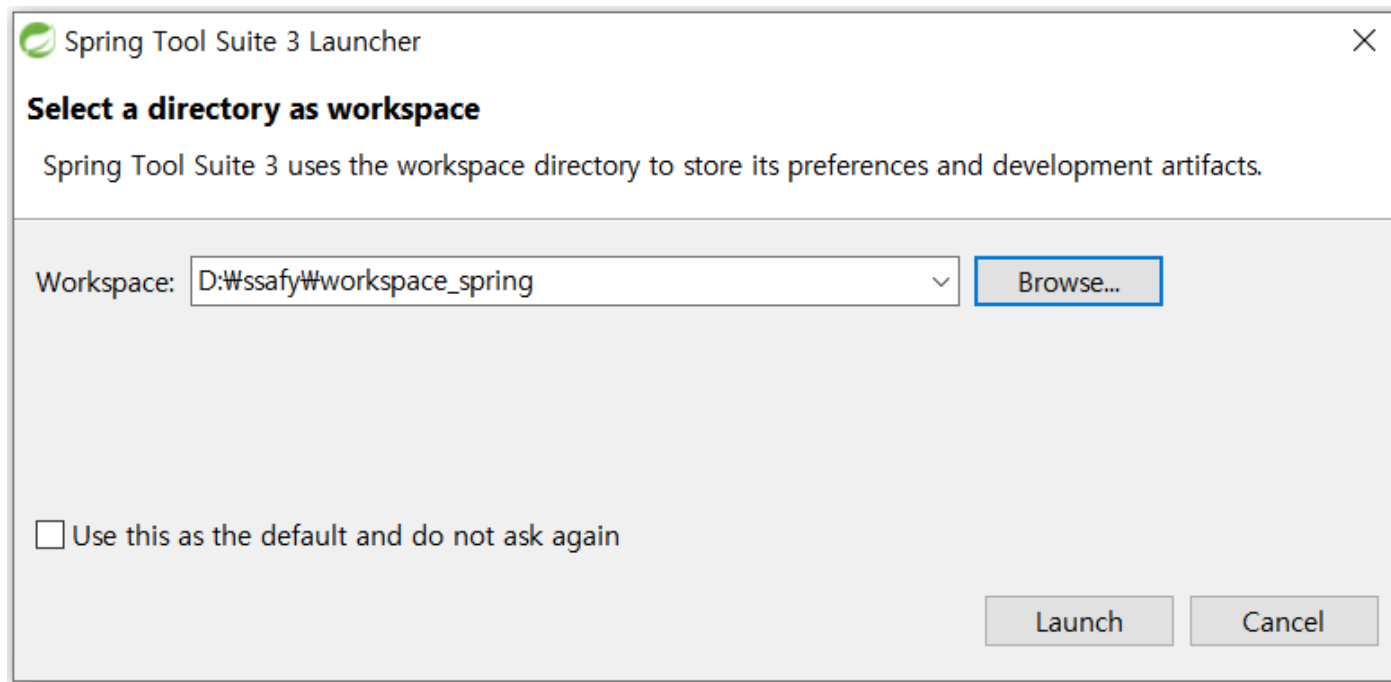 Spring Tool Suite 3 Launcher
Select a directory as workspace
Spring Tool Suite 3 uses the workspace directory to store its preferences and development artifacts.
Workspace: D:₩ssafy₩workspace_spring Browse...
Use this as the default and do not ask again
Launch Cancel